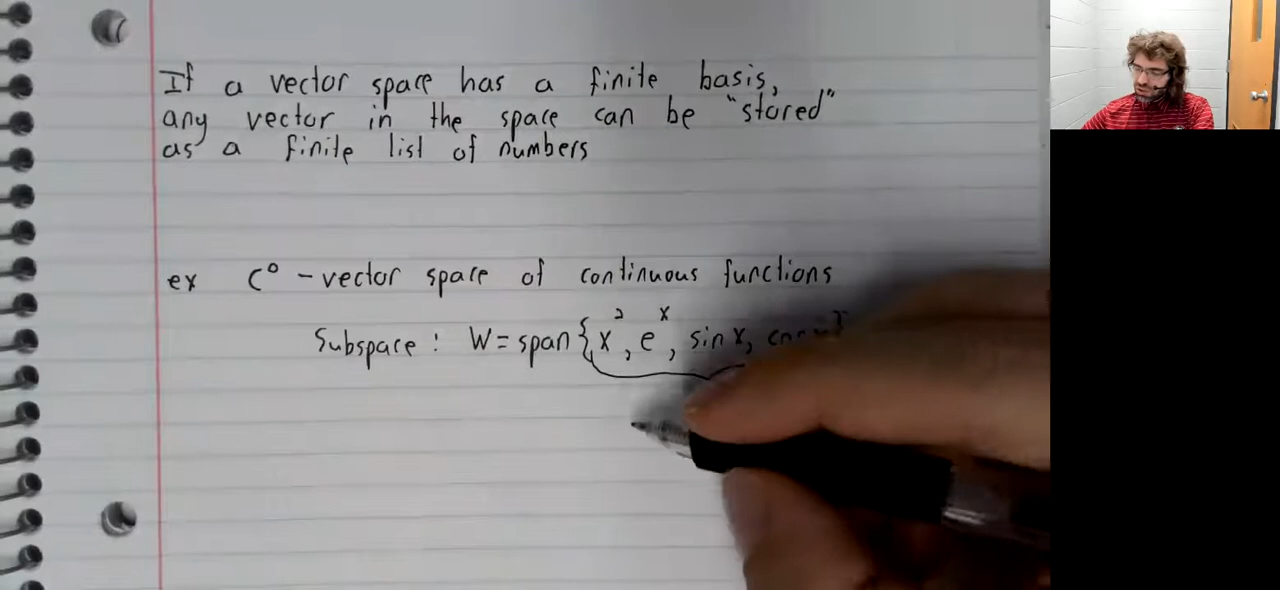 If a vector space has a finite basis,
any vector in the space can be "stored"
as a finite list of numbers
ex C⁰ - vector space of continuous functions
Subspace : W = span{x², eˣ, sin x,